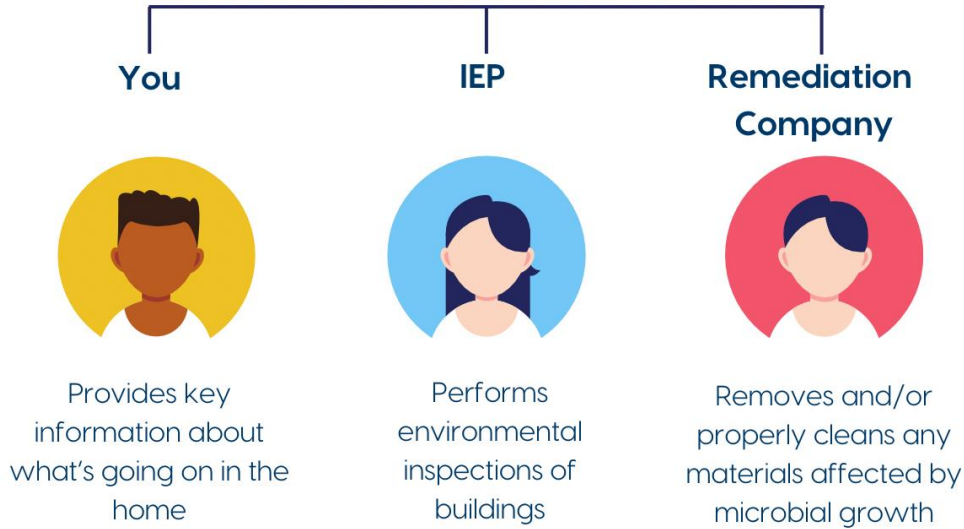 You
IEP
Remediation
Company
Provides key
information about
what's going on in the
home
Performs
environmental
inspections of
buildings
Removes and/or
properly cleans any
materials affected by
microbial growth